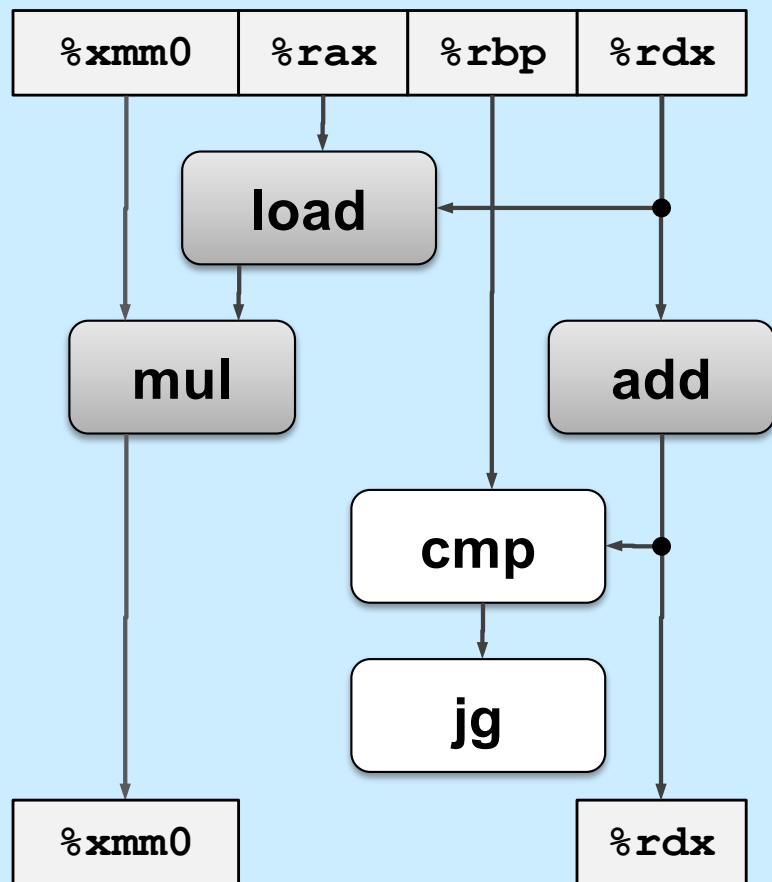 %xmm0 %rax %rbp %rdx
load
mul add
cmp
jg
%xmm0 %rdx